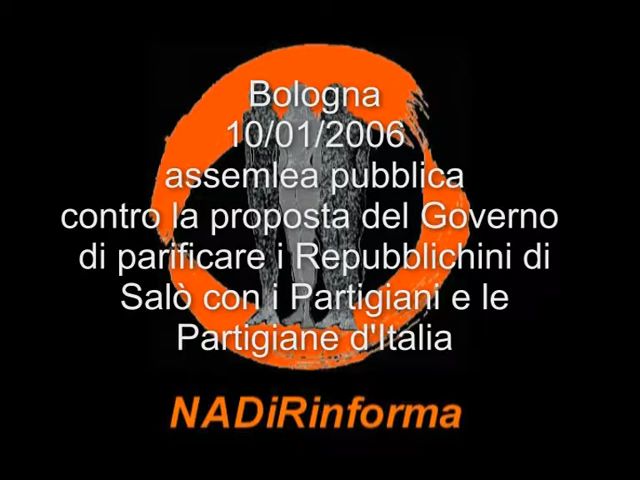 Bologna
10/01/2006
assemlea pubblica
contro la proposta del Governo
di parificare i Repubblichini di
Salò con i Partigiani e le
Partigiane d'Italia
NADiRinforma